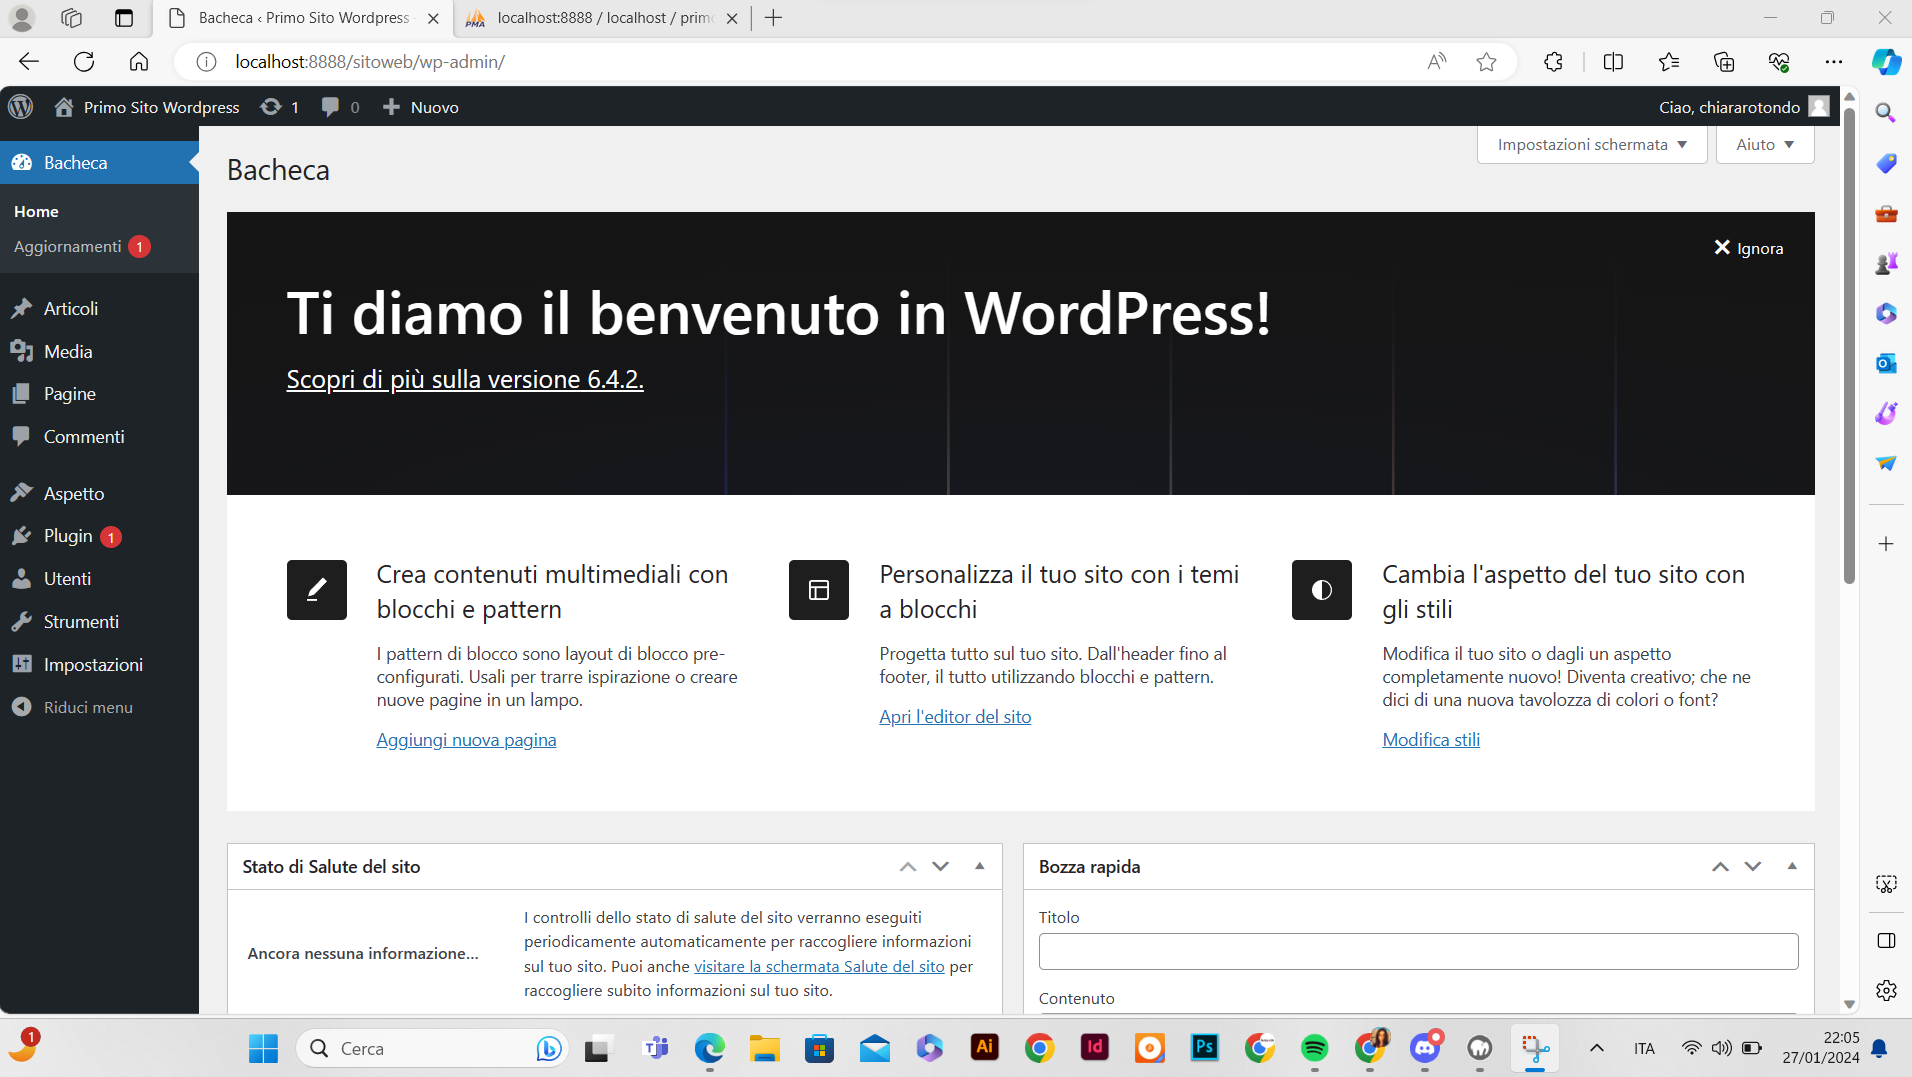 Bacheca ‹ Primo Sito Wordpress
localhost:8888 / localhost / primo
localhost:8888/sitoweb/wp-admin/
Primo Sito Wordpress
1
0
Nuovo
Ciao, chiararotondo
Bacheca
Home
Aggiornamenti 1
Articoli
Media
Pagine
Commenti
Aspetto
Plugin 1
Utenti
Strumenti
Impostazioni
Riduci menu
Bacheca
Impostazioni schermata
Aiuto
Ignora
Ti diamo il benvenuto in WordPress!
Scopri di più sulla versione 6.4.2.
Crea contenuti multimediali con
blocchi e pattern
I pattern di blocco sono layout di blocco pre-
configurati. Usali per trarre ispirazione o creare
nuove pagine in un lampo.
Aggiungi nuova pagina
Personalizza il tuo sito con i temi
a blocchi
Progetta tutto sul tuo sito. Dall'header fino al
footer, il tutto utilizzando blocchi e pattern.
Apri l'editor del sito
Cambia l'aspetto del tuo sito con
gli stili
Modifica il tuo sito o dagli un aspetto
completamente nuovo! Diventa creativo; che ne
dici di una nuova tavolozza di colori o font?
Modifica stili
Stato di Salute del sito
Ancora nessuna informazione...
I controlli dello stato di salute del sito verranno eseguiti
periodicamente automaticamente per raccogliere informazioni
sul tuo sito. Puoi anche visitare la schermata Salute del sito per
raccogliere subito informazioni sul tuo sito.
Bozza rapida
Titolo
Contenuto
1
Cerca
Ai
Id
Ps
ITA
22:05
27/01/2024